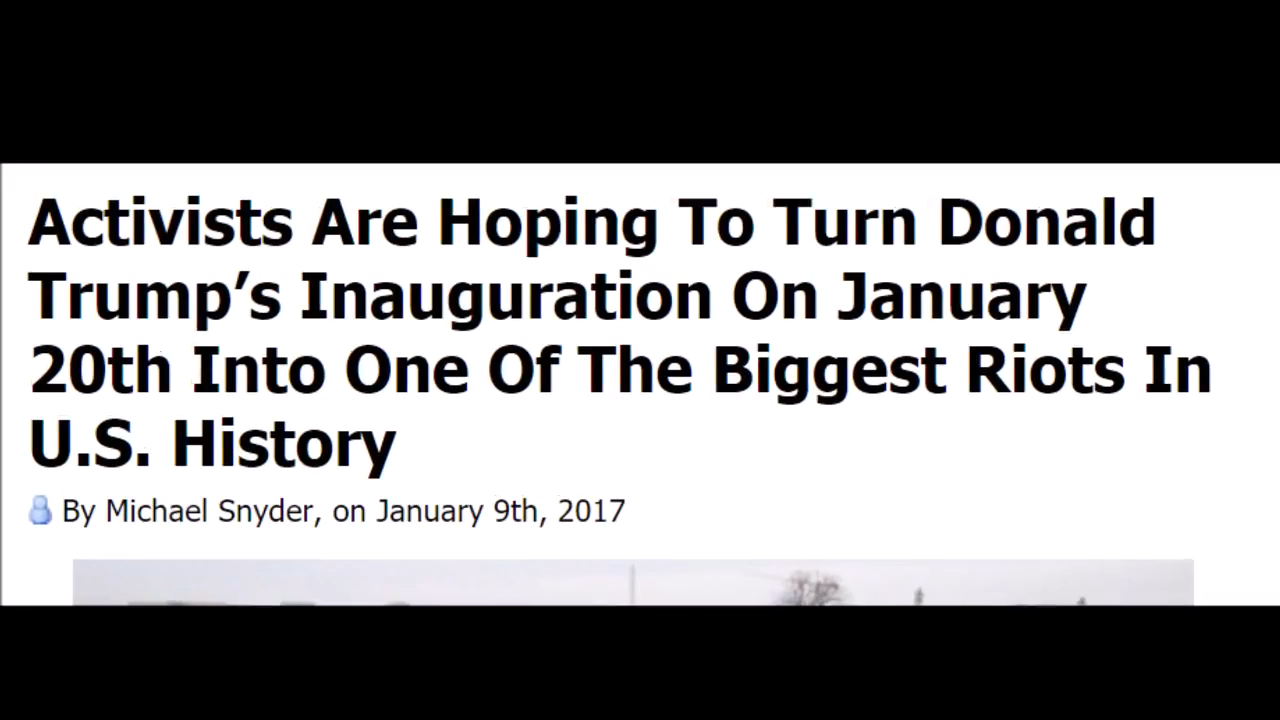 Activists Are Hoping To Turn Donald
Trump’s Inauguration On January
20th Into One Of The Biggest Riots In
U.S. History
By Michael Snyder, on January 9th, 2017